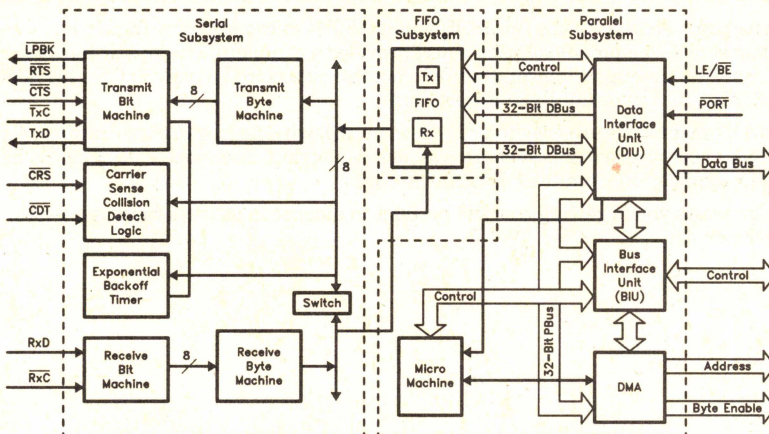 Serial
Subsystem
FIFO
Subsystem
Parallel
Subsystem
LPBK
RTS
CTS
TxC
TxD
CRS
CDT
RxD
RxC
Transmit
Bit
Machine
8
Transmit
Byte
Machine
Carrier
Sense
Collision
Detect
Logic
Exponential
Backoff
Timer
8
Switch
Receive
Bit
Machine
8
Receive
Byte
Machine
Tx
FIFO
Rx
Control
32-Bit DBus
32-Bit DBus
Data
Interface
Unit
(DIU)
LE/BE
PORT
Data Bus
Bus
Interface
Unit
(BIU)
Control
Control
32-Bit PBus
Micro
Machine
DMA
Address
Byte Enable